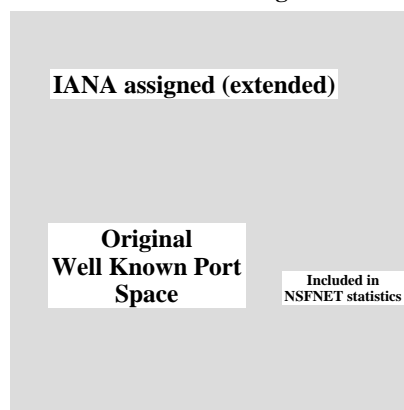 IANA assigned (extended)
Original
Well Known Port
Space
Included in
NSFNET statistics